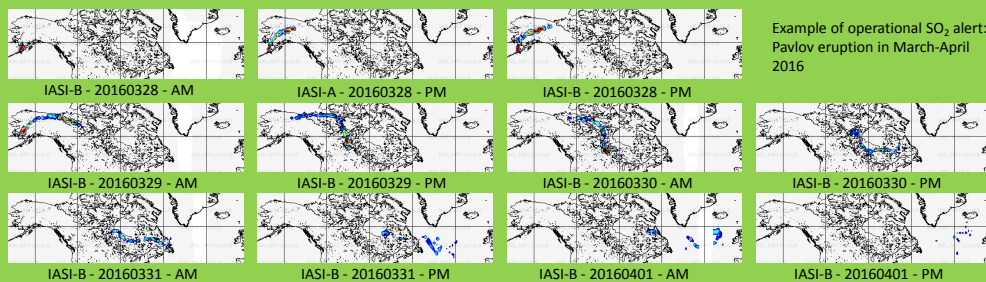 Example of operational SO₂ alert:
Pavlov eruption in March-April
2016
IASI-B - 20160328 - AM
IASI-A - 20160328 - PM
IASI-B - 20160328 - PM
IASI-B - 20160329 - AM
IASI-B - 20160329 - PM
IASI-B - 20160330 - AM
IASI-B - 20160330 - PM
IASI-B - 20160331 - AM
IASI-B - 20160331 - PM
IASI-B - 20160401 - AM
IASI-B - 20160401 - PM